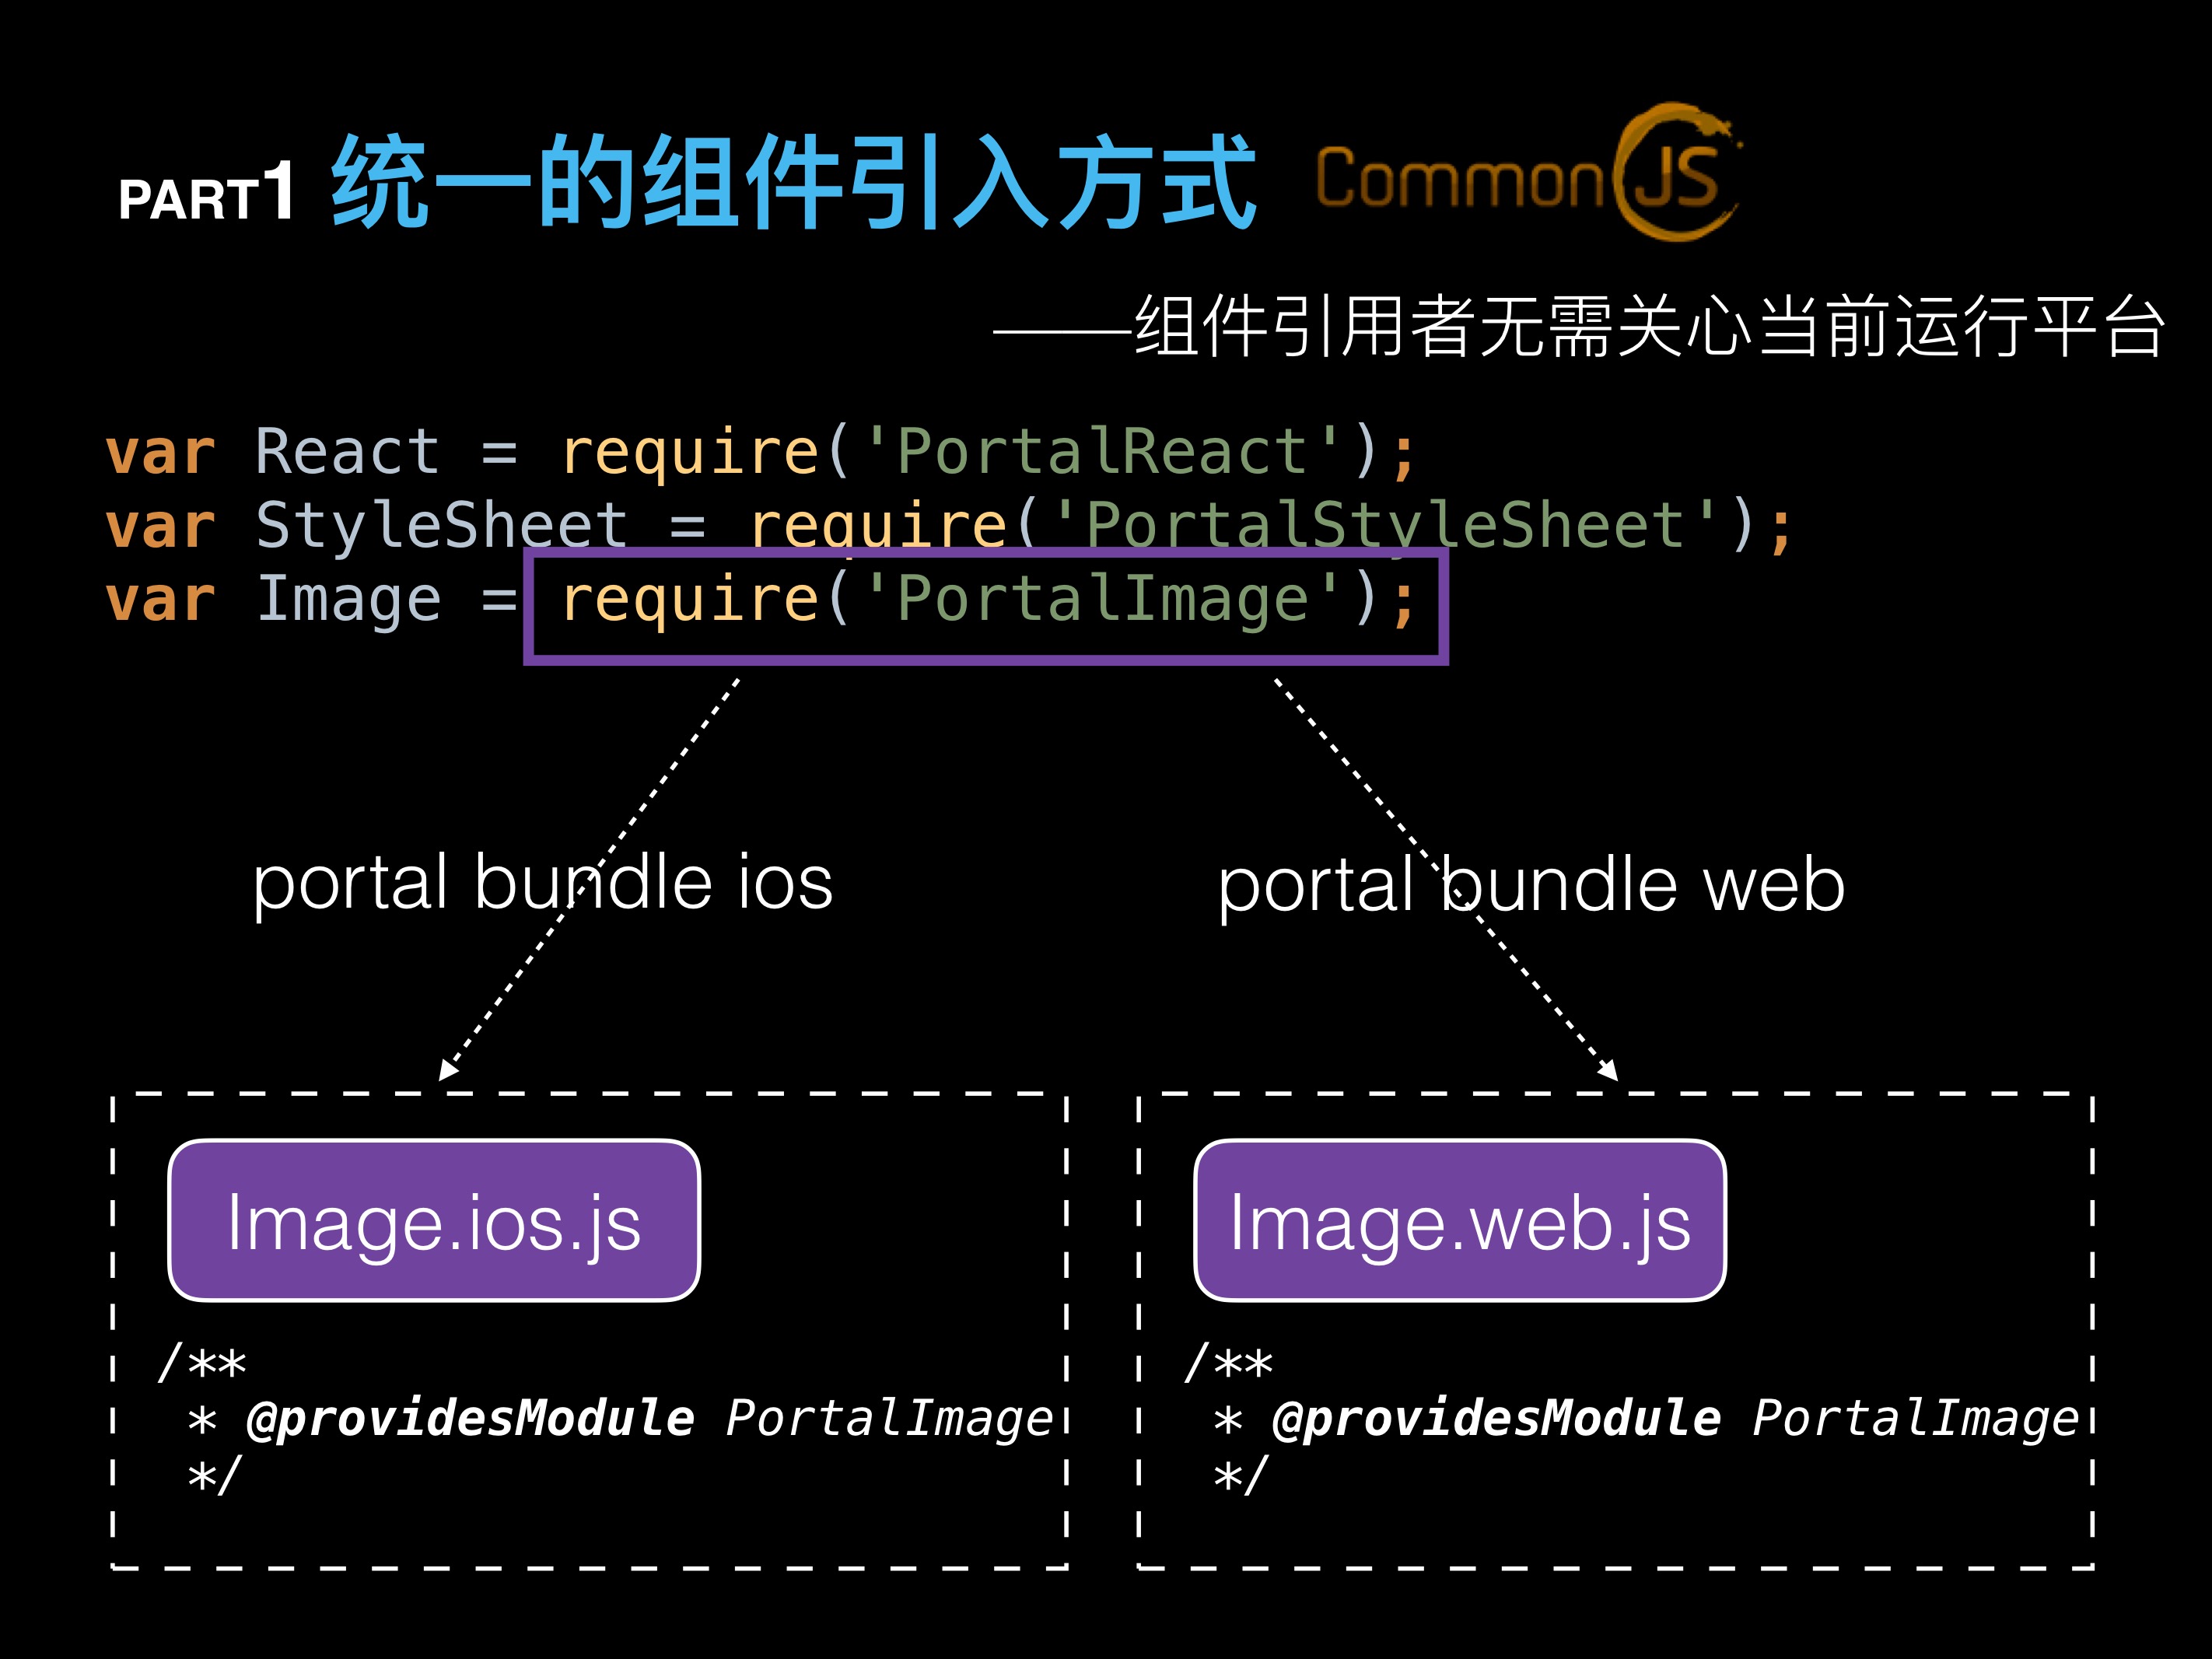 PART1 统一的组件引入方式 CommonJS
——组件引用者无需关心当前运行平台
var React = require('PortalReact');
var StyleSheet = require('PortalStyleSheet');
var Image = require('PortalImage');
portal bundle ios
portal bundle web
Image.ios.js
/**
* @providesModule PortalImage
*/
Image.web.js
/**
* @providesModule PortalImage
*/